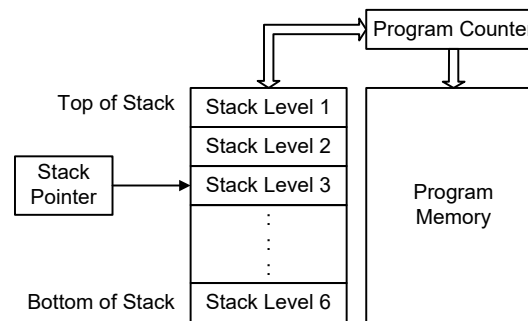 Program Counter
Top of Stack
Stack Level 1
Stack Level 2
Stack
Pointer
Stack Level 3
Program
Memory
:
:
:
Bottom of Stack
Stack Level 6